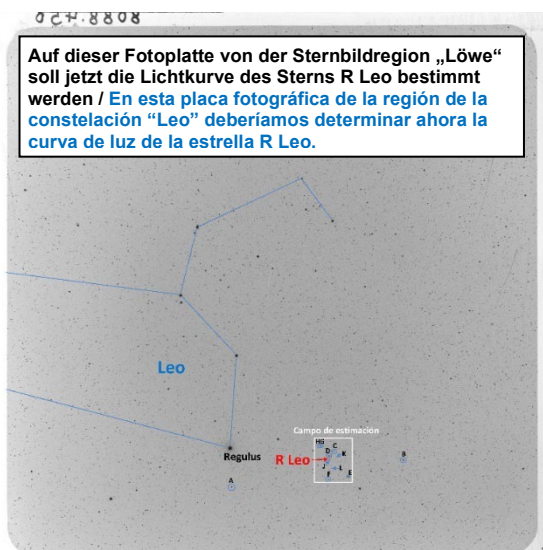 Auf dieser Fotoplatte von der Sternbildregion „Löwe“
soll jetzt die Lichtkurve des Sterns R Leo bestimmt
werden / En esta placa fotográfica de la región de la
constelación “Leo” deberíamos determinar ahora la
curva de luz de la estrella R Leo.
Leo
Campo de estimación
HG
C
D
K
Regulus
R Leo
B
J
L
F
E
A